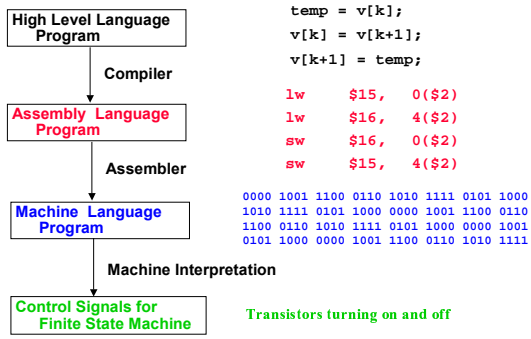 High Level Language
Program
temp = v[k];
v[k] = v[k+1];
v[k+1] = temp;
Compiler
Assembly Language
Program
lw $15, 0($2)
lw $16, 4($2)
sw $16, 0($2)
sw $15, 4($2)
Assembler
Machine Language
Program
0000 1001 1100 0110 1010 1111 0101 1000
1010 1111 0101 1000 0000 1001 1100 0110
1100 0110 1010 1111 0101 1000 0000 1001
0101 1000 0000 1001 1100 0110 1010 1111
Machine Interpretation
Control Signals for
Finite State Machine
Transistors turning on and off